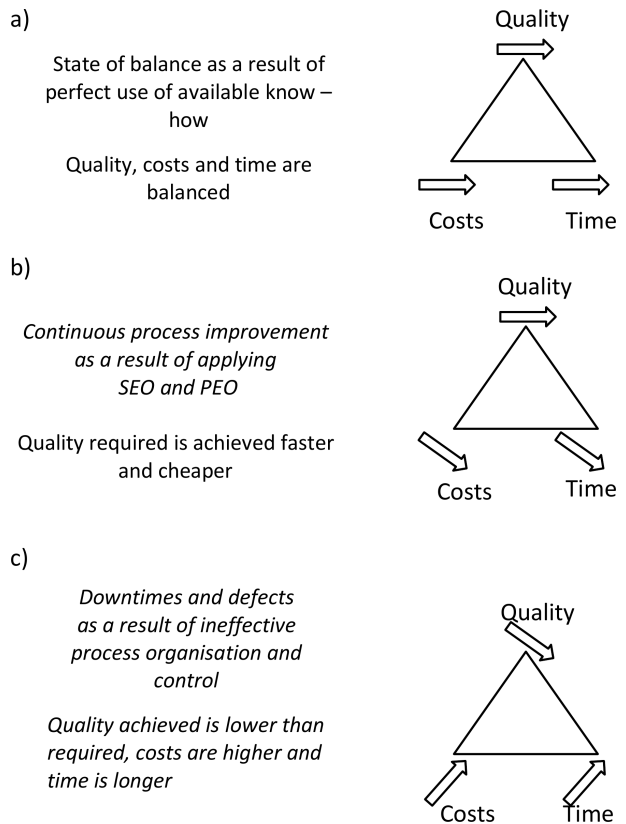 a)
Quality
State of balance as a result of
perfect use of available know –
how
Quality, costs and time are
balanced
Costs
Time
b)
Quality
Continuous process improvement
as a result of applying
SEO and PEO
Quality required is achieved faster
and cheaper
Costs
Time
c)
Downtimes and defects
as a result of ineffective
process organisation and
control
Quality
Quality achieved is lower than
required, costs are higher and
time is longer
Costs
Time